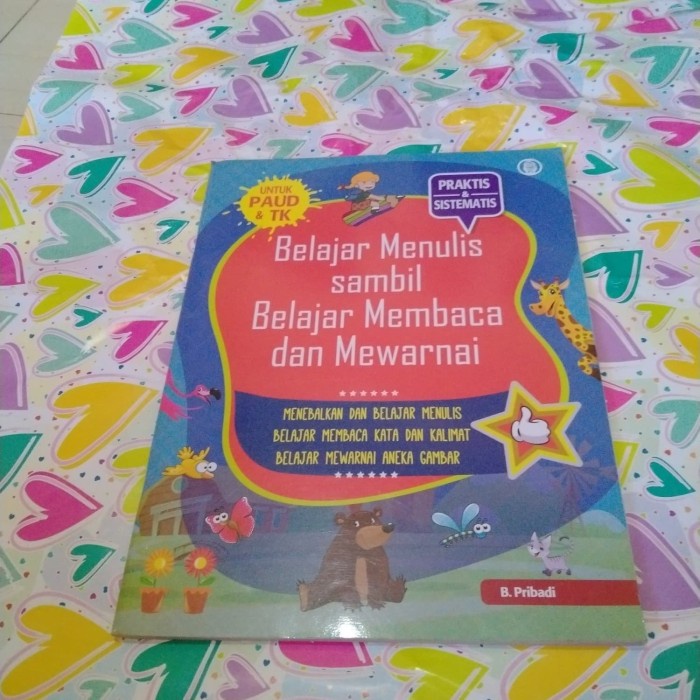 UNTUK
PAUD
& TK
PRAKTIS
&
SISTEMATIS
Belajar Menulis
sambil
Belajar Membaca
dan Mewarnai
MENEBALKAN DAN BELAJAR MENULIS
BELAJAR MEMBACA KATA DAN KALIMAT
BELAJAR MEWARNAI ANEKA GAMBAR
B. Pribadi